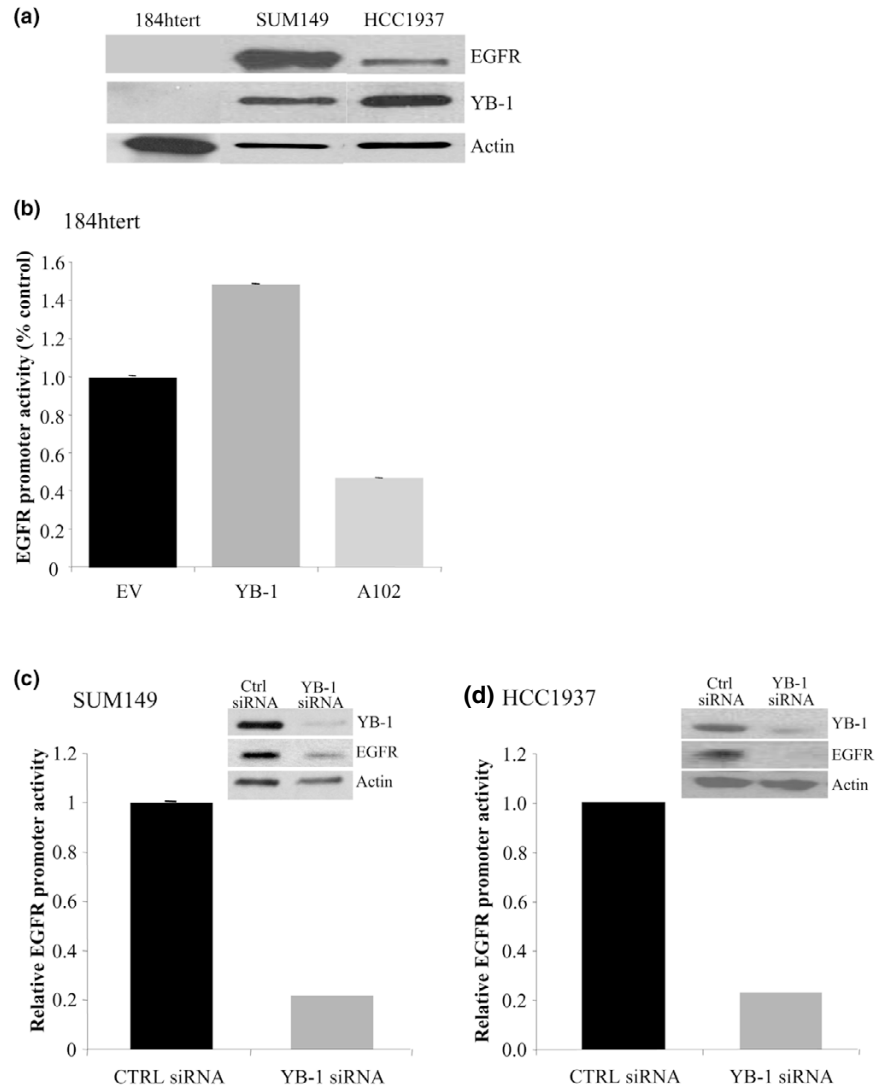 (a)
184htert SUM149 HCC1937
EGFR
YB-1
Actin
(b)
184htert
EGFR promoter activity (% control)
1.6
1.4
1.2
1.0
0.8
0.6
0.4
0.2
0
EV YB-1 A102
(c)
SUM149
Ctrl siRNA YB-1 siRNA
YB-1
EGFR
Actin
Relative EGFR promoter activity
1.2
1
0.8
0.6
0.4
0.2
0
CTRL siRNA YB-1 siRNA
(d)
HCC1937
Ctrl siRNA YB-1 siRNA
YB-1
EGFR
Actin
Relative EGFR promoter activity
1.2
1.0
0.8
0.6
0.4
0.2
0.0
CTRL siRNA YB-1 siRNA